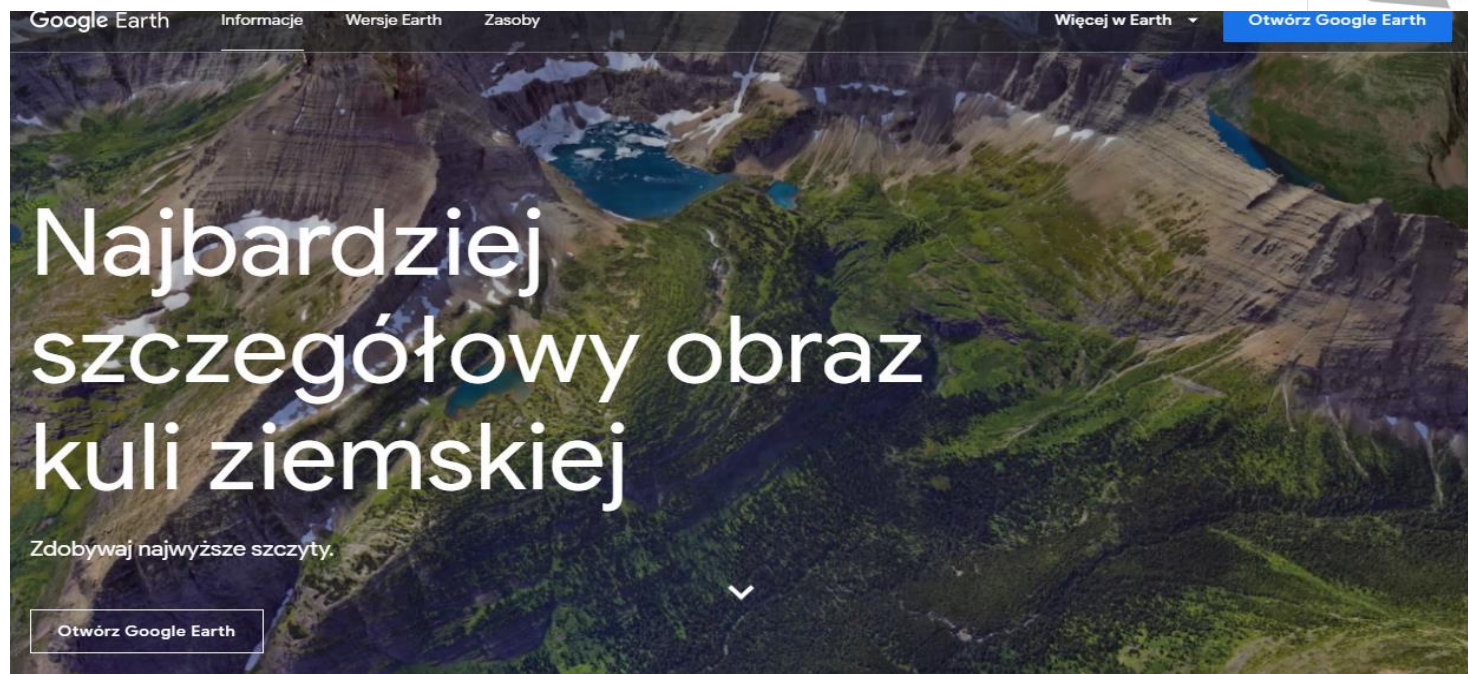 Google Earth Informacje Wersje Earth Zasoby Więcej w Earth Otwórz Google Earth
Najbardziej
szczegółowy obraz
kuli ziemskiej
Zdobywaj najwyższe szczyty.
Otwórz Google Earth